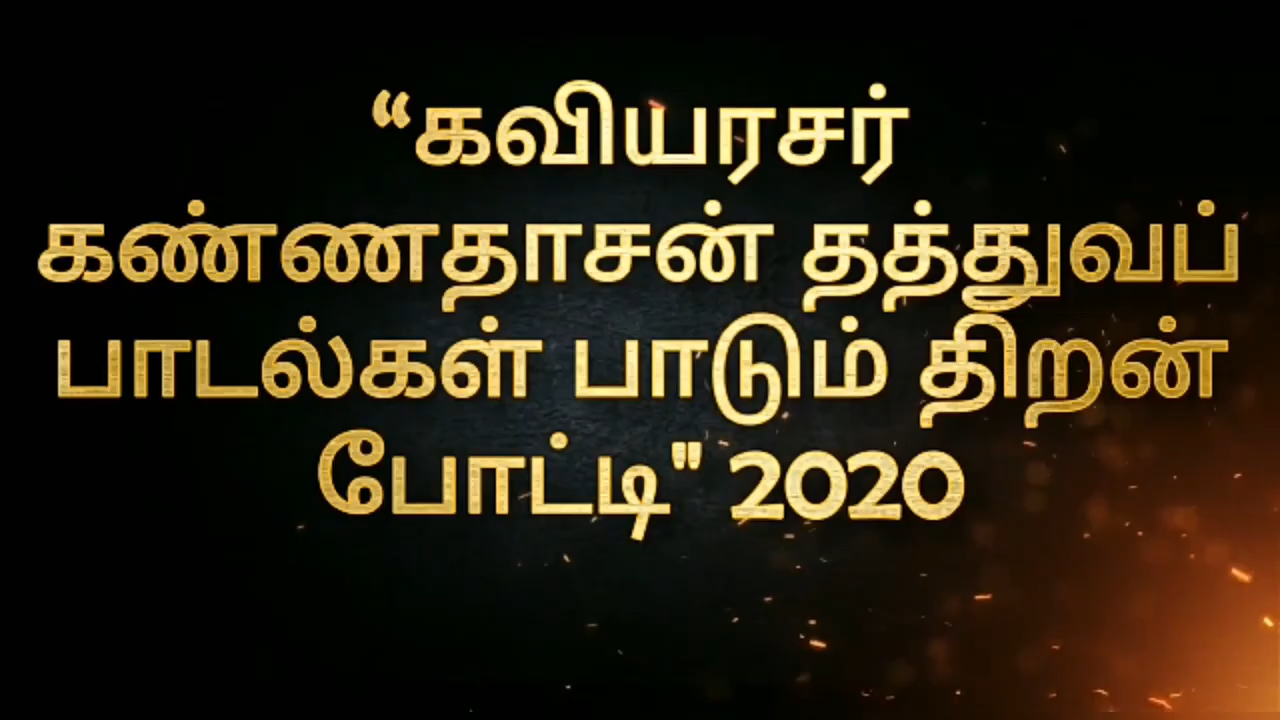 “கவியரசர்
கண்ணதாசன் தத்துவப்
பாடல்கள் பாடும் திறன்
போட்டி" 2020